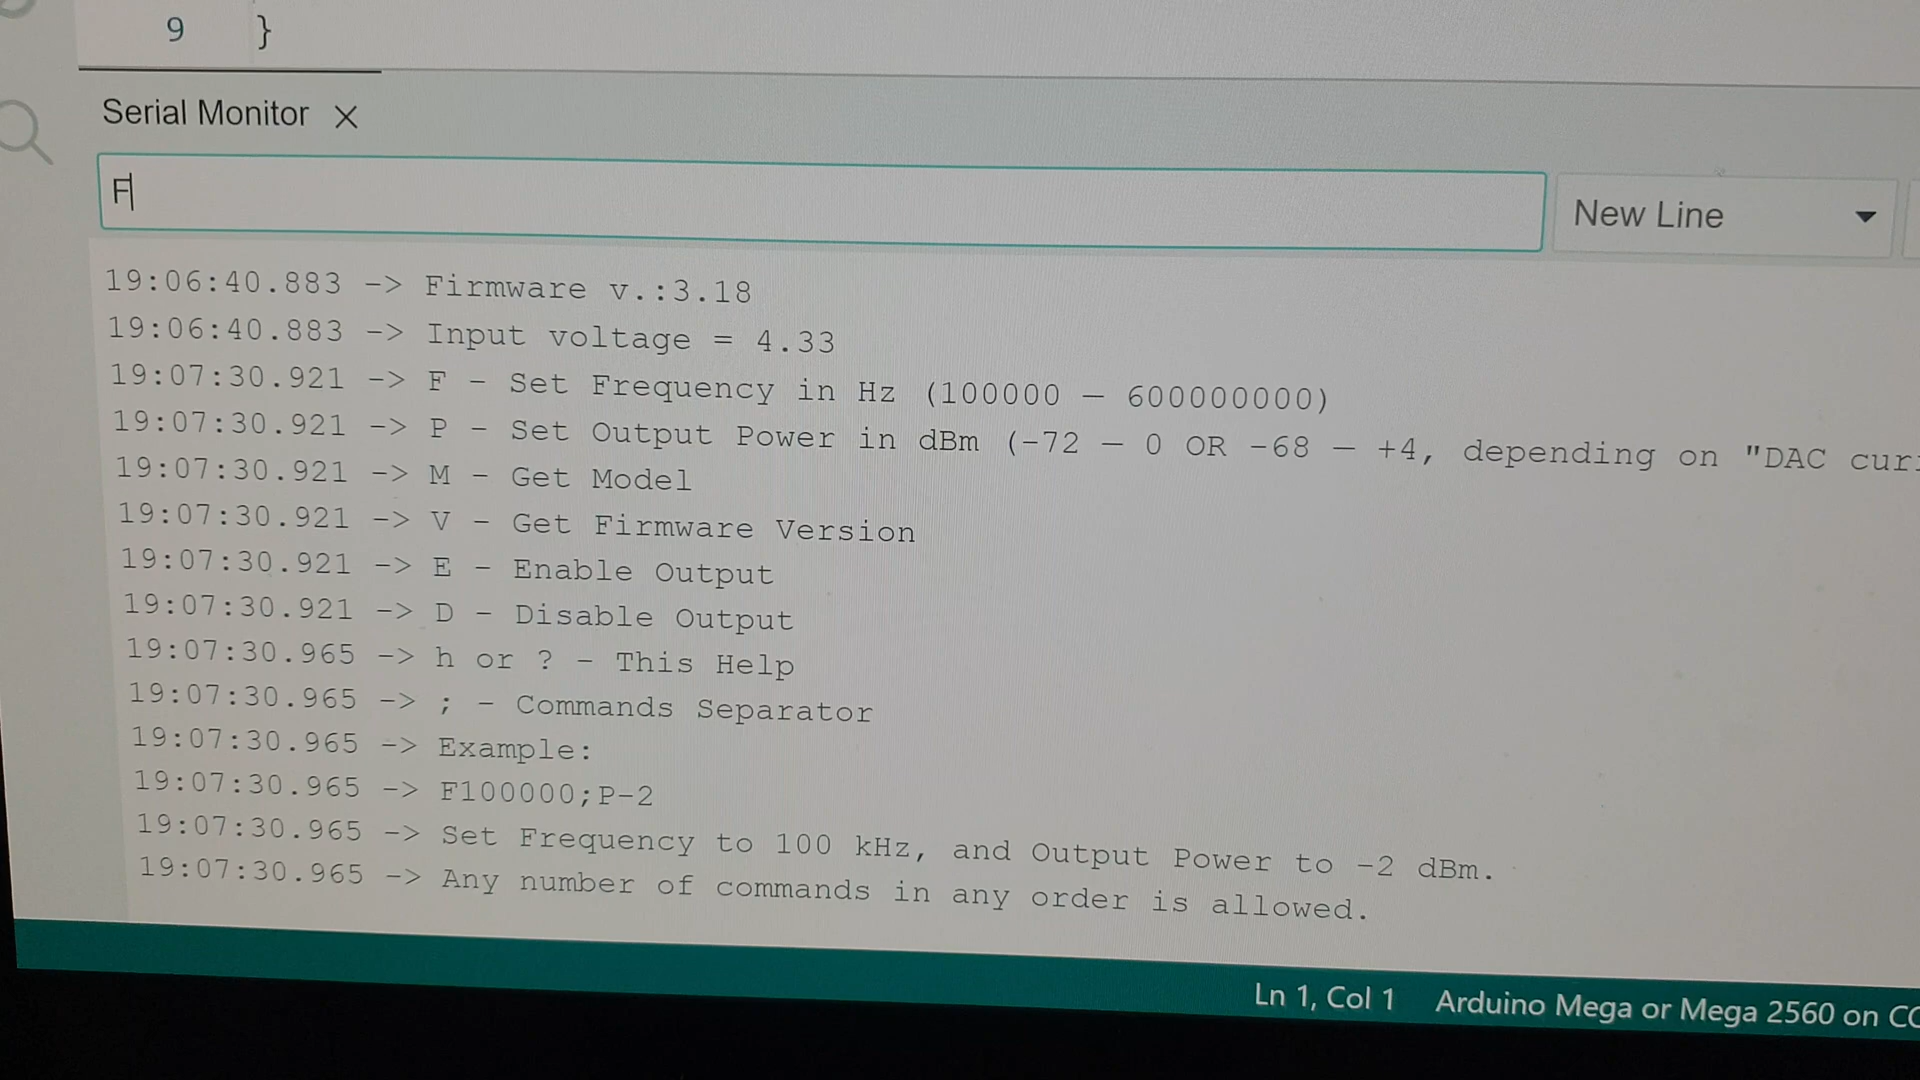 9 }
Serial Monitor
F
New Line
19:06:40.883 -> Firmware v.:3.18
19:06:40.883 -> Input voltage = 4.33
19:07:30.921 -> F - Set Frequency in Hz (100000 — 600000000)
19:07:30.921 -> P - Set Output Power in dBm (-72 — 0 OR -68 — +4, depending on "DAC
19:07:30.921 -> M - Get Model
19:07:30.921 -> V - Get Firmware Version
19:07:30.921 -> E - Enable Output
19:07:30.921 -> D - Disable Output
19:07:30.965 -> h or ? - This Help
19:07:30.965 -> ; - Commands Separator
19:07:30.965 -> Example:
19:07:30.965 -> F100000;P-2
19:07:30.965 -> Set Frequency to 100 kHz, and Output Power to -2 dBm.
19:07:30.965 -> Any number of commands in any order is allowed.
Ln 1, Col 1 Arduino Mega or Mega 2560 on